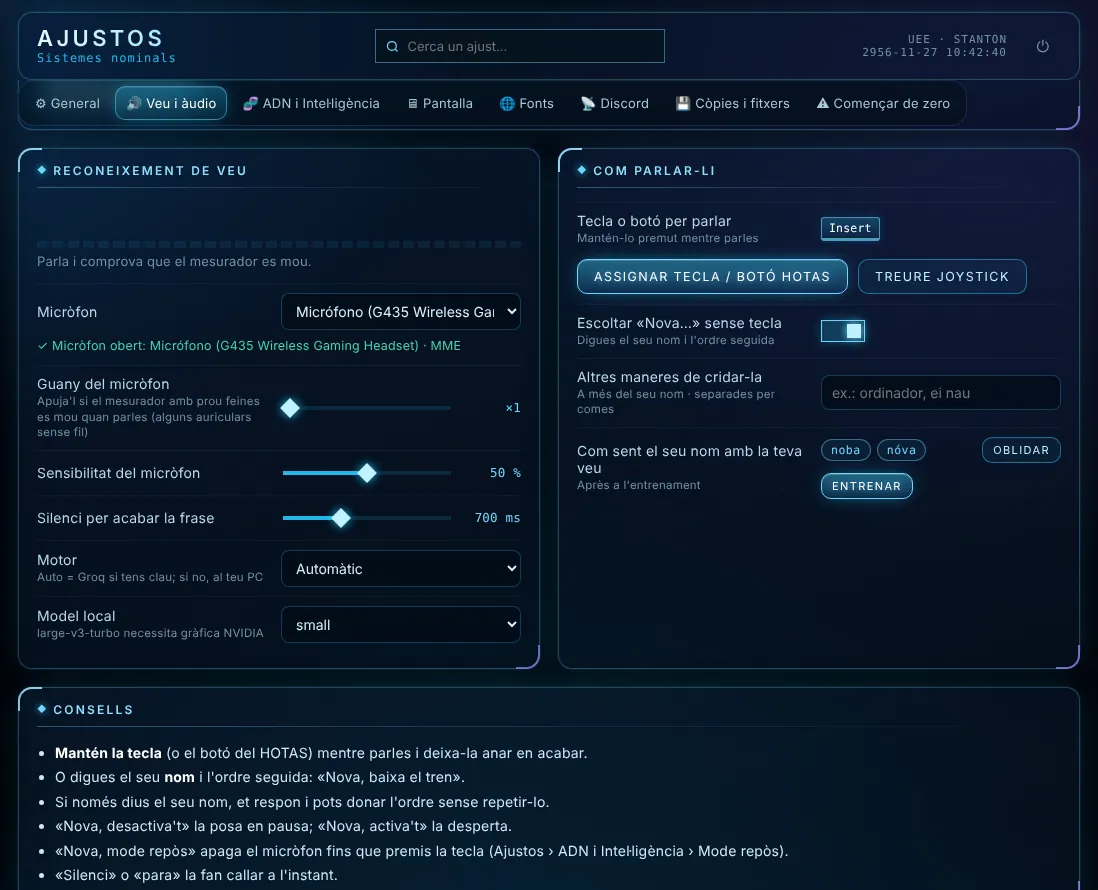 AJUSTOS
Sistemes nominals
Cerca un ajust...
UEE · STANTON
2956-11-27 10:42:40
General
Veu i àudio
ADN i Intel·ligència
Pantalla
Fonts
Discord
Còpies i fitxers
Començar de zero
RECONEIXEMENT DE VEU
Parla i comprova que el mesurador es mou.
Micròfon
Micrófono (G435 Wireless Gar
✓ Micròfon obert: Micrófono (G435 Wireless Gaming Headset) · MME
Guany del micròfon
Apuja'l si el mesurador amb prou feines
es mou quan parles (alguns auriculars
sense fil)
×1
Sensibilitat del micròfon
50 %
Silenci per acabar la frase
700 ms
Motor
Auto = Groq si tens clau; si no, al teu PC
Automàtic
Model local
large-v3-turbo necessita gràfica NVIDIA
small
COM PARLAR-LI
Tecla o botó per parlar
Mantén-lo premut mentre parles
Insert
ASSIGNAR TECLA / BOTÓ HOTAS
TREURE JOYSTICK
Escoltar «Nova...» sense tecla
Digues el seu nom i l'ordre seguida
Altres maneres de cridar-la
A més del seu nom · separades per
comes
ex.: ordinador, ei nau
Com sent el seu nom amb la teva
veu
Après a l'entrenament
noba
nóva
OBLIDAR
ENTRENAR
CONSELLS
Mantén la tecla (o el botó del HOTAS) mentre parles i deixa-la anar en acabar.
O digues el seu nom i l'ordre seguida: «Nova, baixa el tren».
Si només dius el seu nom, et respon i pots donar l'ordre sense repetir-lo.
«Nova, desactiva't» la posa en pausa; «Nova, activa't» la desperta.
«Nova, mode repòs» apaga el micròfon fins que premis la tecla (Ajustos › ADN i Intel·ligència › Mode repòs).
«Silenci» o «para» la fan callar a l'instant.